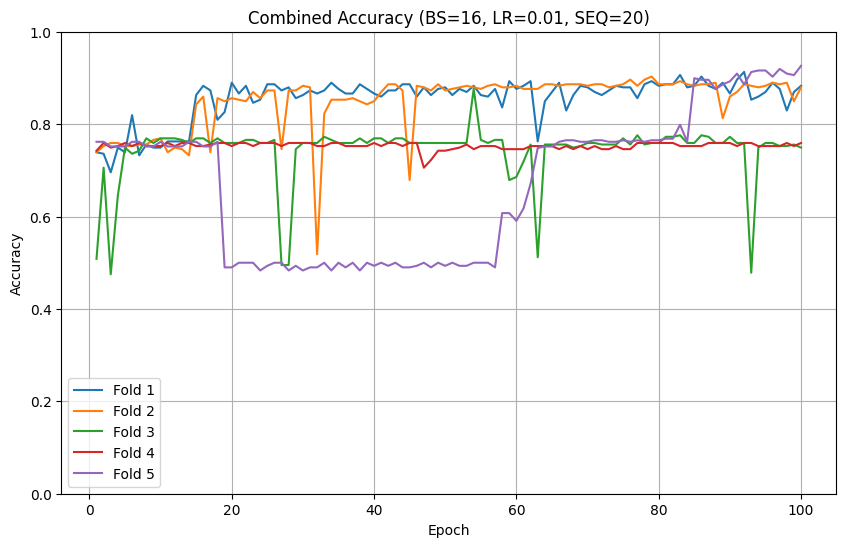 Combined Accuracy (BS=16, LR=0.01, SEQ=20)
1.0
0.8
0.6
0.4
0.2
0.0
Accuracy
Fold 1
Fold 2
Fold 3
Fold 4
Fold 5
0 20 40 60 80 100
Epoch